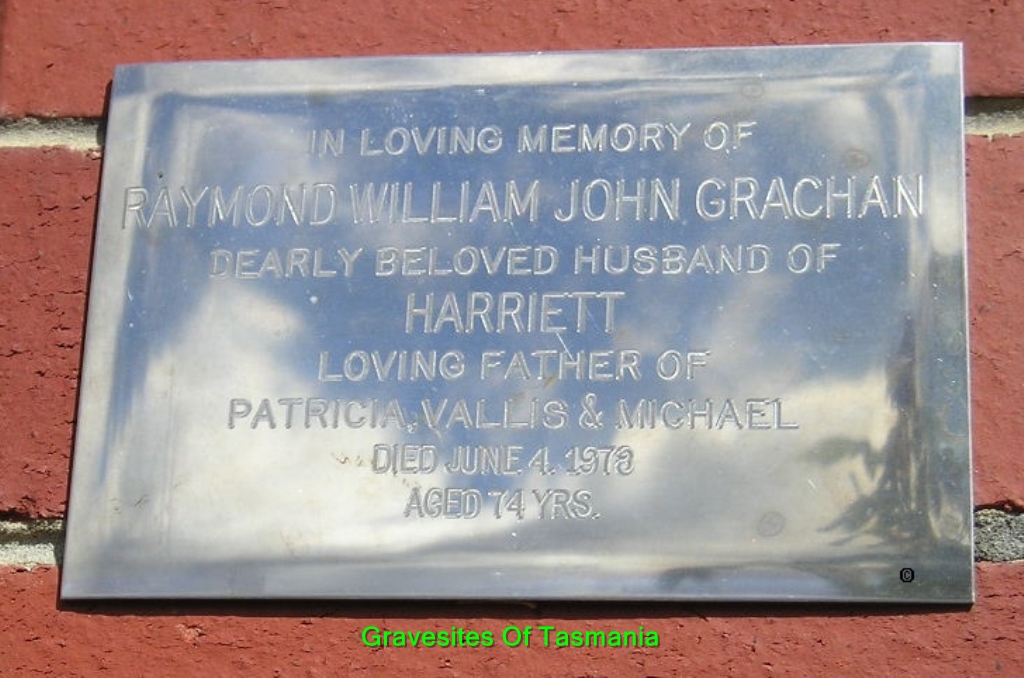 IN LOVING MEMORY OF
RAYMOND WILLIAM JOHN GRACHAN
DEARLY BELOVED HUSBAND OF
HARRIETT
LOVING FATHER OF
PATRICIA, VALLIS & MICHAEL
DIED JUNE 4. 1978
AGED 74 YRS.
©
Gravesites Of Tasmania